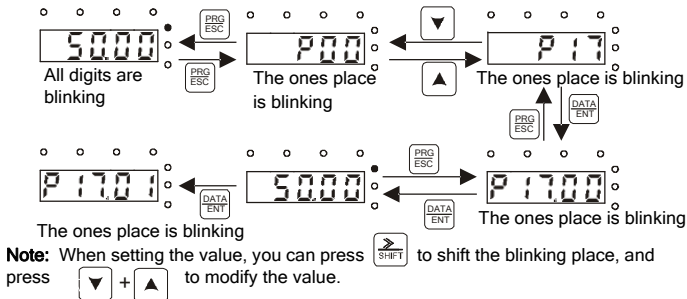 PRG
ESC
50.00
P00
P17
PRG
ESC
All digits are
blinking
The ones place
is blinking
The ones place is blinking
PRG
ESC
DATA
ENT
PRG
ESC
P17.01
50.00
P17.00
DATA
ENT
DATA
ENT
The ones place is blinking
The ones place is blinking
Note: When setting the value, you can press SHIFT to shift the blinking place, and
press + to modify the value.